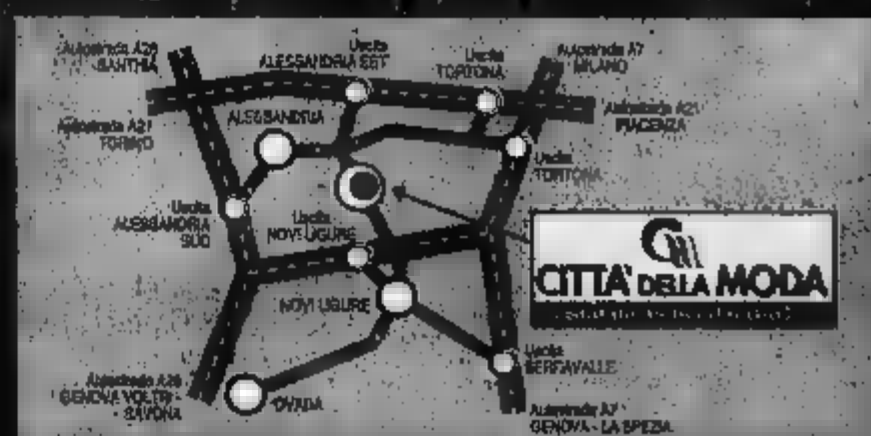 Autostrada A26
SANTHIA
Uscita
ALESSANDRIA EST
Uscita
TORTONA
Autostrada A7
MILANO
Autostrada A21
TORINO
ALESSANDRIA
Autostrada A21
PIACENZA
Uscita
TORTONA
Uscita
ALESSANDRIA
SUD
Uscita
NOVI LIGURE
CITTA' DELLA MODA
NOVI LIGURE
Uscita
SERRAVALLE
Autostrada A26
GENOVA VOLTRI -
SAVONA
OVADA
Autostrada A7
GENOVA - LA SPEZIA